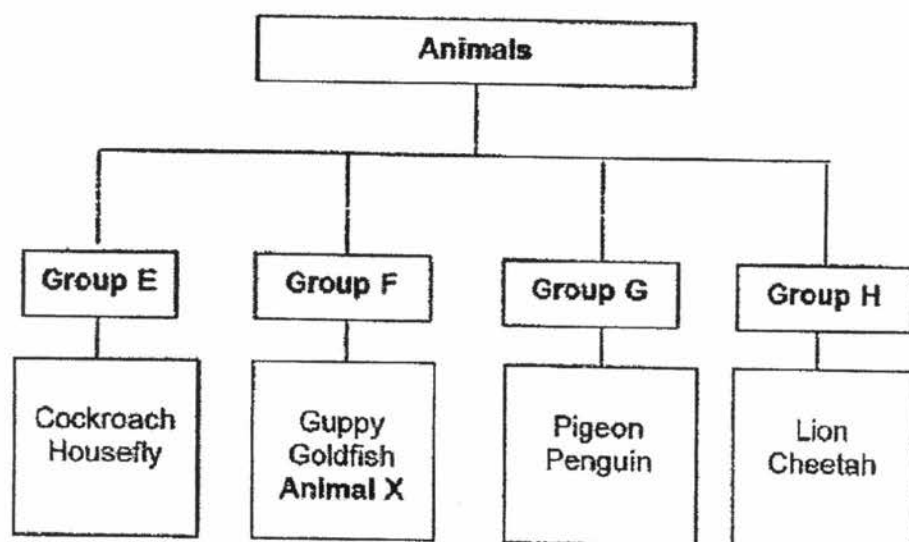 Animals
Group E
Group F
Group G
Group H
Cockroach
Housefly
Guppy
Goldfish
Animal X
Pigeon
Penguin
Lion
Cheetah